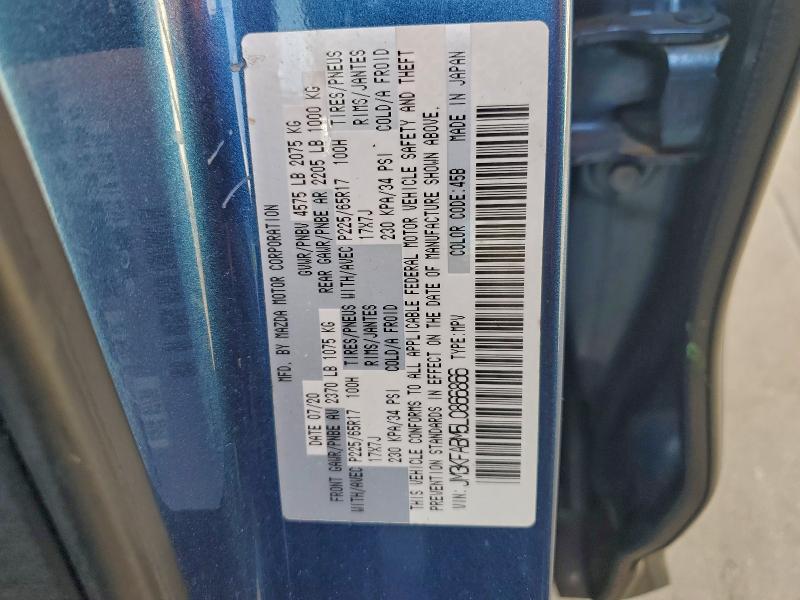 MFD. BY MAZDA MOTOR CORPORATION
DATE 07/20 GVWR/PNBV 4575 LB 2075 KG
FRONT GAWR/PNBE AV 2370 LB 1075 KG REAR GAWR/PNBE AR 2205 LB 1000 KG
WITH/AVEC P225/65R17 100H TIRES/PNEUS WITH/AVEC P225/65R17 100H TIRES/PNEUS
17X7J RIMS/JANTES 17X7J RIMS/JANTES
230 KPA/34 PSI COLD/A FROID 230 KPA/34 PSI COLD/A FROID
THIS VEHICLE CONFORMS TO ALL APPLICABLE FEDERAL MOTOR VEHICLE SAFETY AND THEFT
PREVENTION STANDARDS IN EFFECT ON THE DATE OF MANUFACTURE SHOWN ABOVE.
VIN: JM3KFABM5L0866866 TYPE:MPV COLOR CODE:45B MADE IN JAPAN